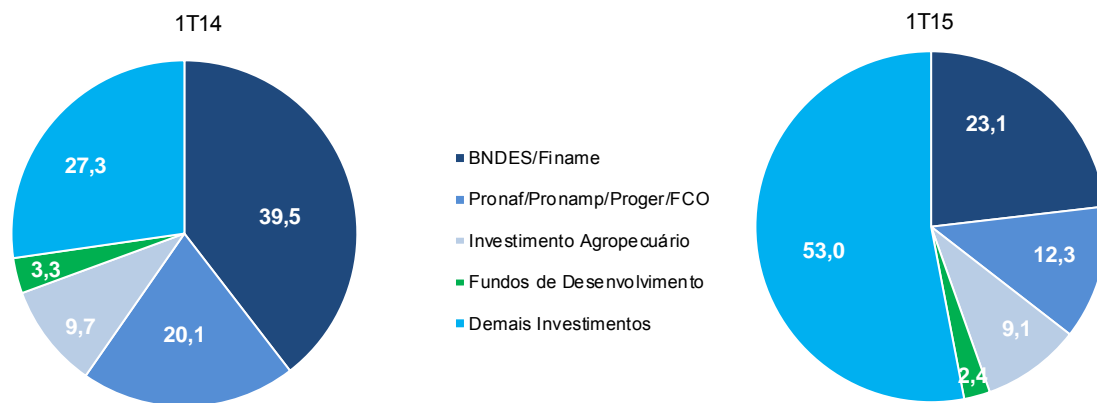 1T14
27,3
39,5
3,3
9,7
20,1
BNDES/Finame
Pronaf/Pronamp/Proger/FCO
Investimento Agropecuário
Fundos de Desenvolvimento
Demais Investimentos
1T15
23,1
53,0
12,3
9,1
2,4